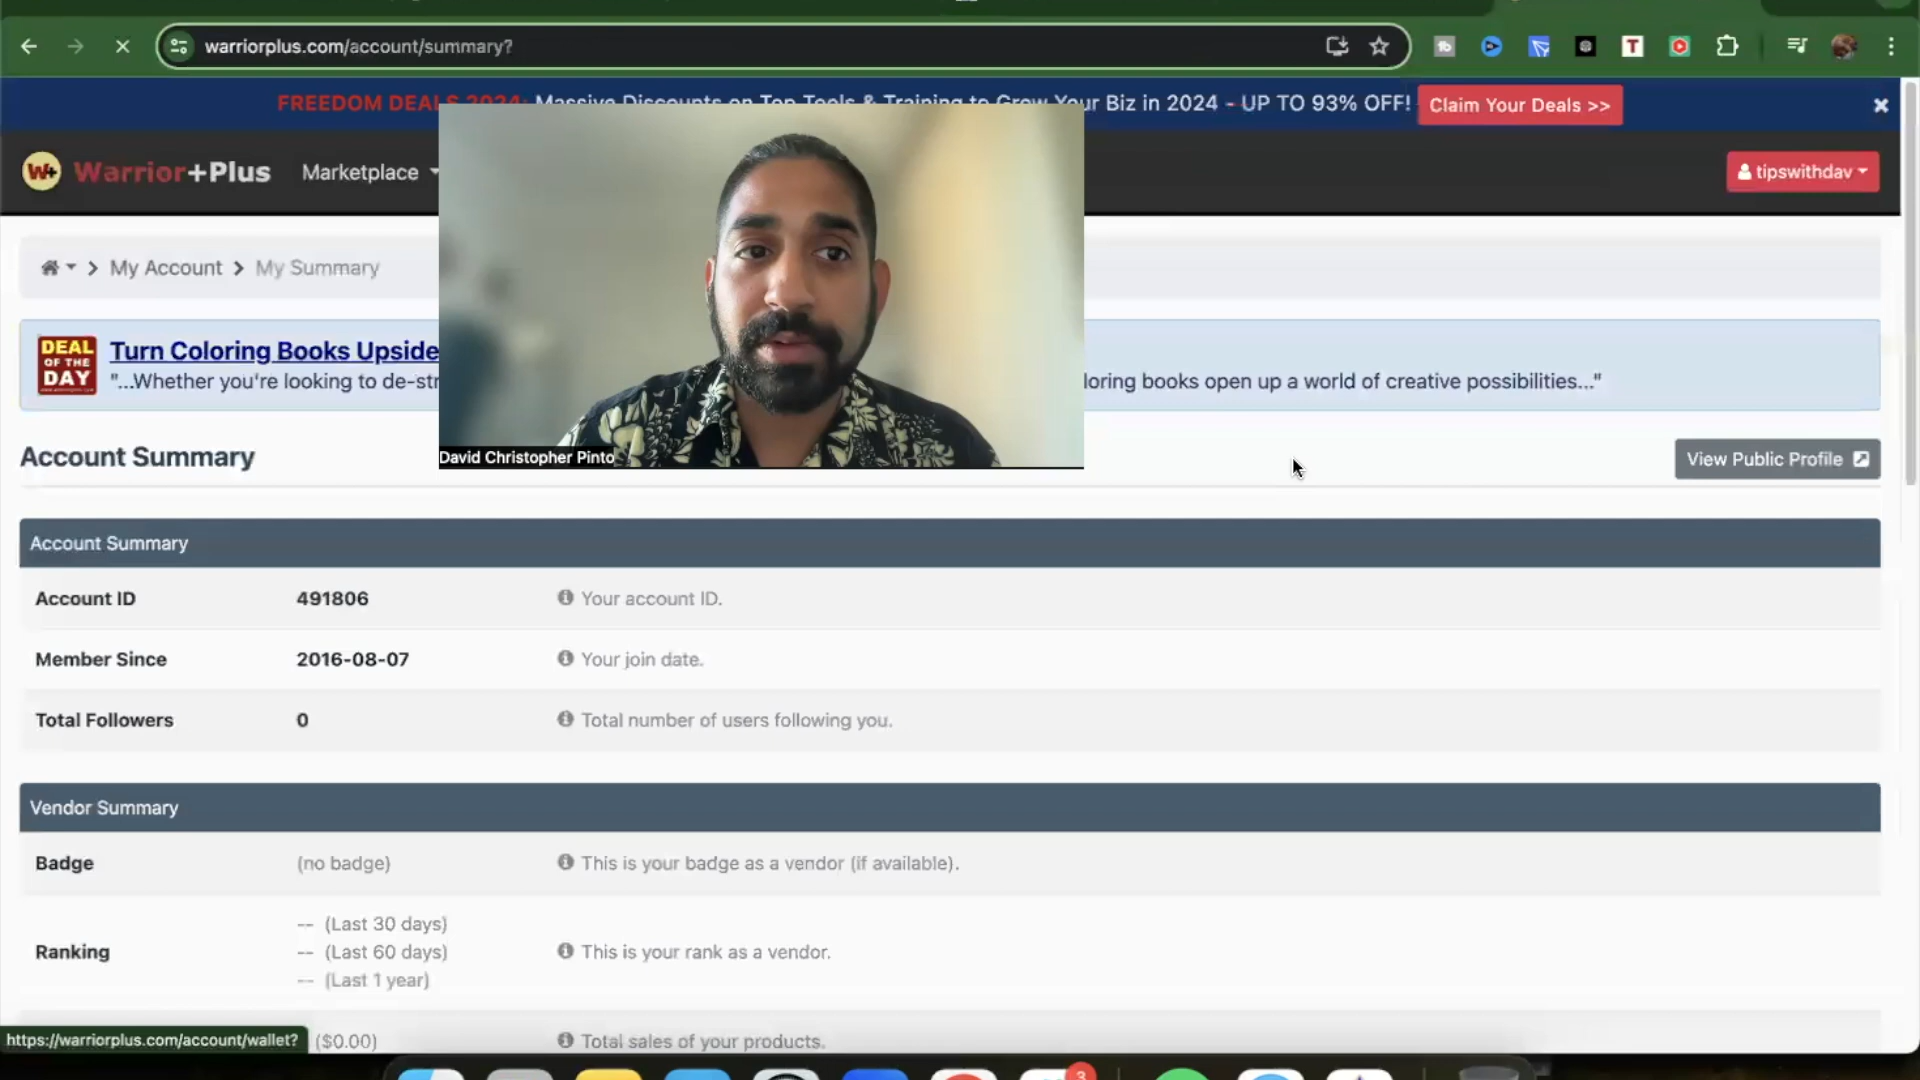 warriorplus.com/account/summary?
FREEDOM DEALS 2024: Massive Discounts on Top Tools & Training to Grow Your Biz in 2024 - UP TO 93% OFF! Claim Your Deals >>
W+ Warrior+Plus Marketplace tipswithdav
My Account > My Summary
DEAL OF THE DAY
Turn Coloring Books Upside
"...Whether you're looking to de-str
loring books open up a world of creative possibilities..."
David Christopher Pinto
Account Summary View Public Profile
Account Summary
Account ID 491806 Your account ID.
Member Since 2016-08-07 Your join date.
Total Followers 0 Total number of users following you.
Vendor Summary
Badge (no badge) This is your badge as a vendor (if available).
-- (Last 30 days)
Ranking -- (Last 60 days) This is your rank as a vendor.
-- (Last 1 year)
https://warriorplus.com/account/wallet? ($0.00) Total sales of your products.
3